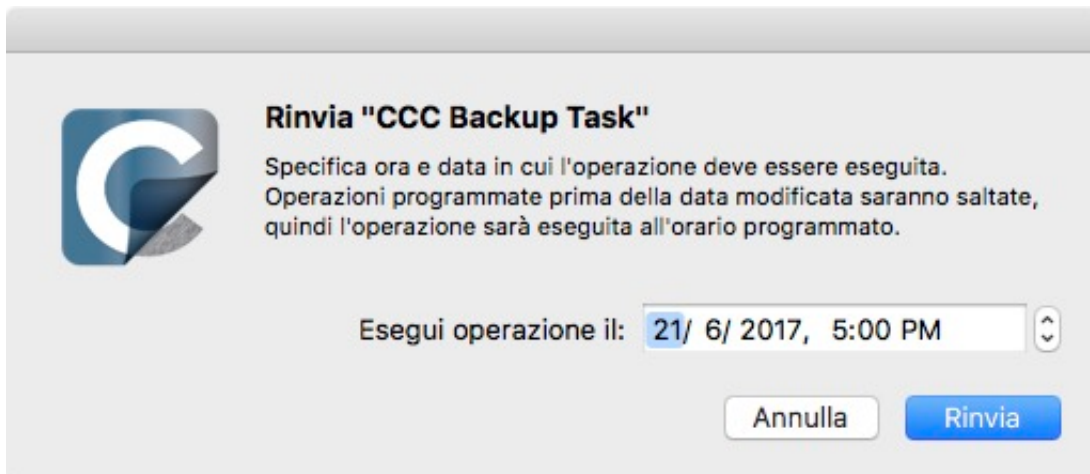 Rinvia "CCC Backup Task"
Specifica ora e data in cui l'operazione deve essere eseguita.
Operazioni programmate prima della data modificata saranno saltate,
quindi l'operazione sarà eseguita all'orario programmato.
Esegui operazione il: 21/ 6/ 2017, 5:00 PM
Annulla Rinvia